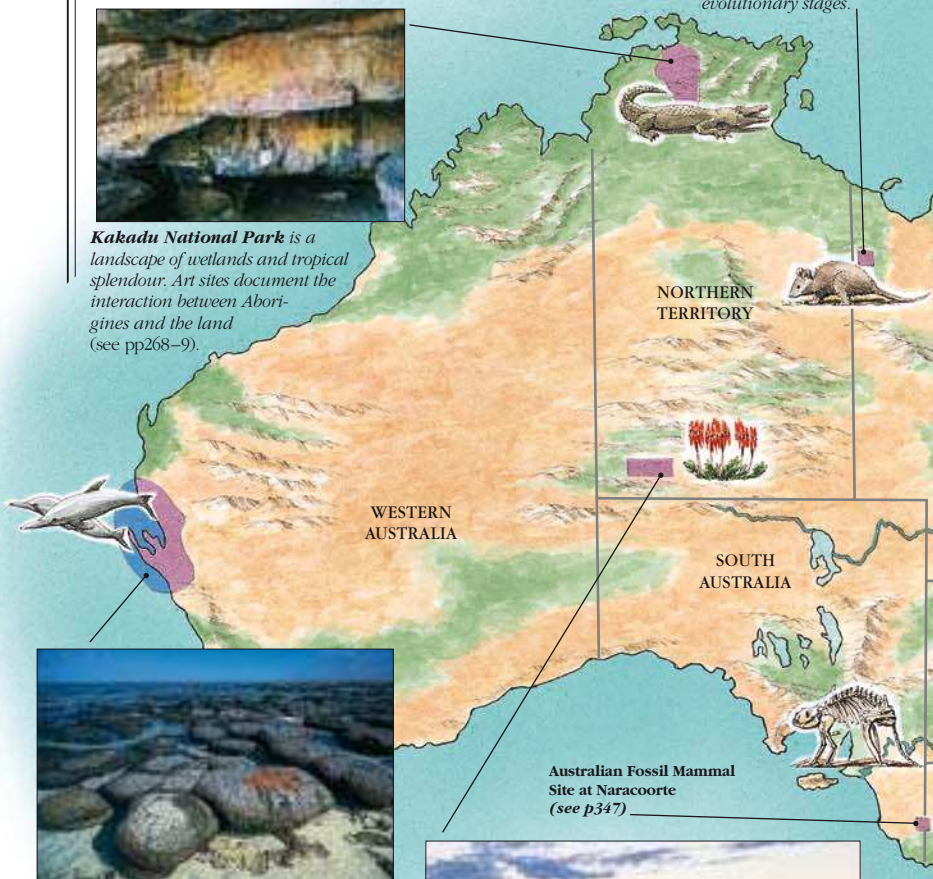 evolutionary stages.
Kakadu National Park is a
landscape of wetlands and tropical
splendour. Art sites document the
interaction between Abori-
gines and the land
(see pp268–9).
NORTHERN
TERRITORY
WESTERN
AUSTRALIA
SOUTH
AUSTRALIA
Australian Fossil Mammal
Site at Naracoorte
(see p347)